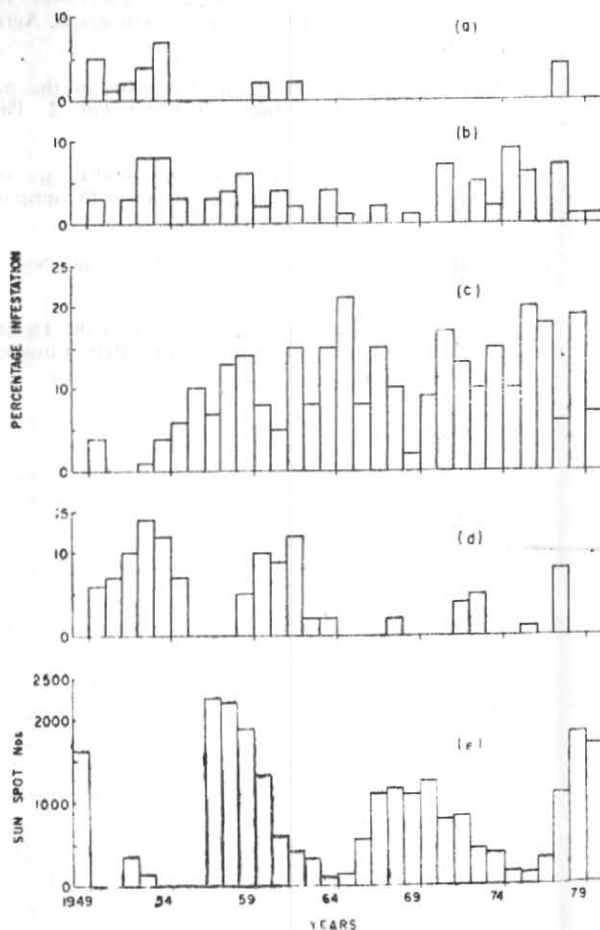 PERCENTAGE INFESTATION
10
0
(a)
10
0
(b)
25
20
10
0
(c)
15
10
0
(d)
SUN SPOT Nos
2500
2000
1000
0
(e)
1949 54 59 64 69 74 79
YEARS